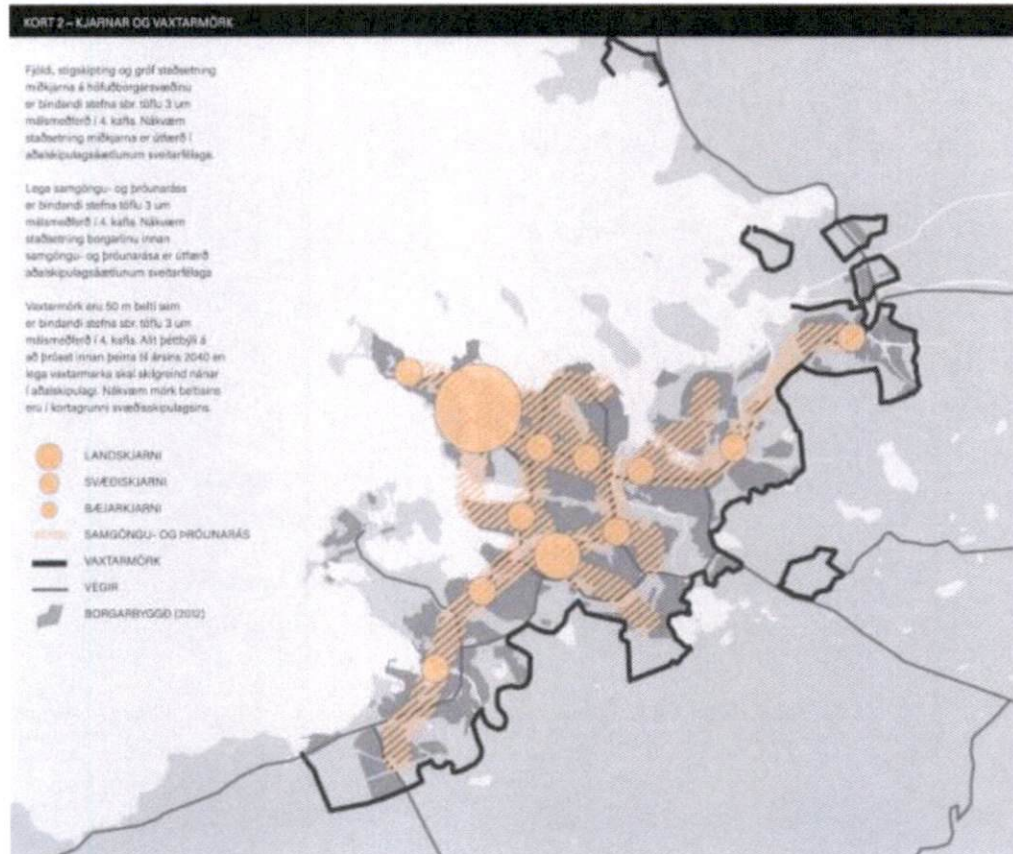 KORT 2 – KJARNAR OG VAXTARMÖRK
Fjöldi, stigskipting og gróf staðsetning
miðkjarna á höfuðborgarsvæðinu
er bindandi stefna sbr. töflu 3 um
málsmeðferð í 4. kafla. Nákvæm
staðsetning miðkjarna er útfærð í
aðalskipulagsáætlunum sveitarfélaga.
Lega samgöngu- og þróunarása
er bindandi stefna töflu 3 um
málsmeðferð í 4. kafla. Nákvæm
staðsetning borgarlínu innan
samgöngu- og þróunarása er útfærð
aðalskipulagsáætlunum sveitarfélaga
Vaxtarmörk eru 50 m belti sem
er bindandi stefna sbr. töflu 3 um
málsmeðferð í 4. kafla. Allt þéttbýli á
að þróast innan þeirra til ársins 2040 en
lega vaxtarmarka skal skilgreind nánar
í aðalskipulagi. Nákvæm mörk beltisins
eru í kortagrunni svæðisskipulagsins.
LANDSKJARNI
SVÆÐISKJARNI
BÆJARKJARNI
SAMGÖNGU- OG ÞRÓUNARÁS
VAXTARMÖRK
VEGIR
BORGARBYGGÐ (2012)